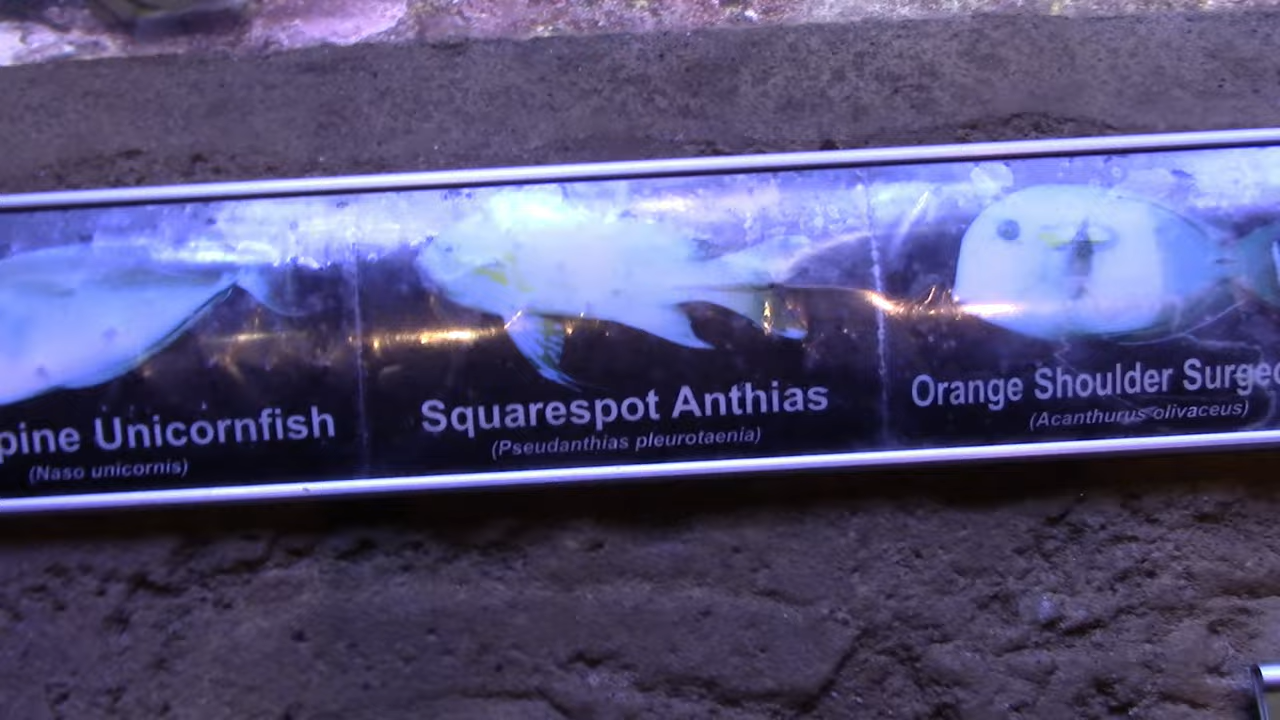 pine Unicornfish
(Naso unicornis)
Squarespot Anthias
(Pseudanthias pleurotaenia)
Orange Shoulder Surgeo
(Acanthurus olivaceus)